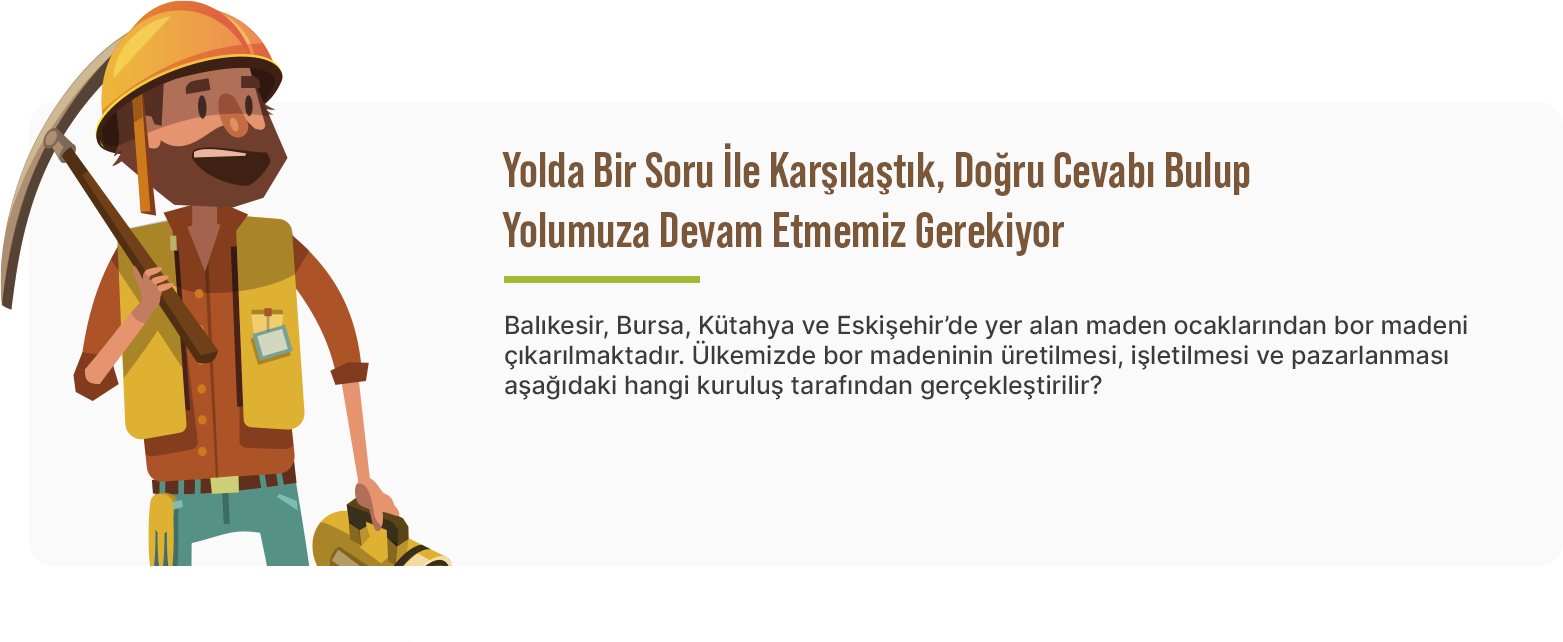 Yolda Bir Soru İle Karşılaştık, Doğru Cevabı Bulup
Yolumuza Devam Etmemiz Gerekiyor
Balıkesir, Bursa, Kütahya ve Eskişehir’de yer alan maden ocaklarından bor madeni
çıkarılmaktadır. Ülkemizde bor madeninin üretilmesi, işletilmesi ve pazarlanması
aşağıdaki hangi kuruluş tarafından gerçekleştirilir?